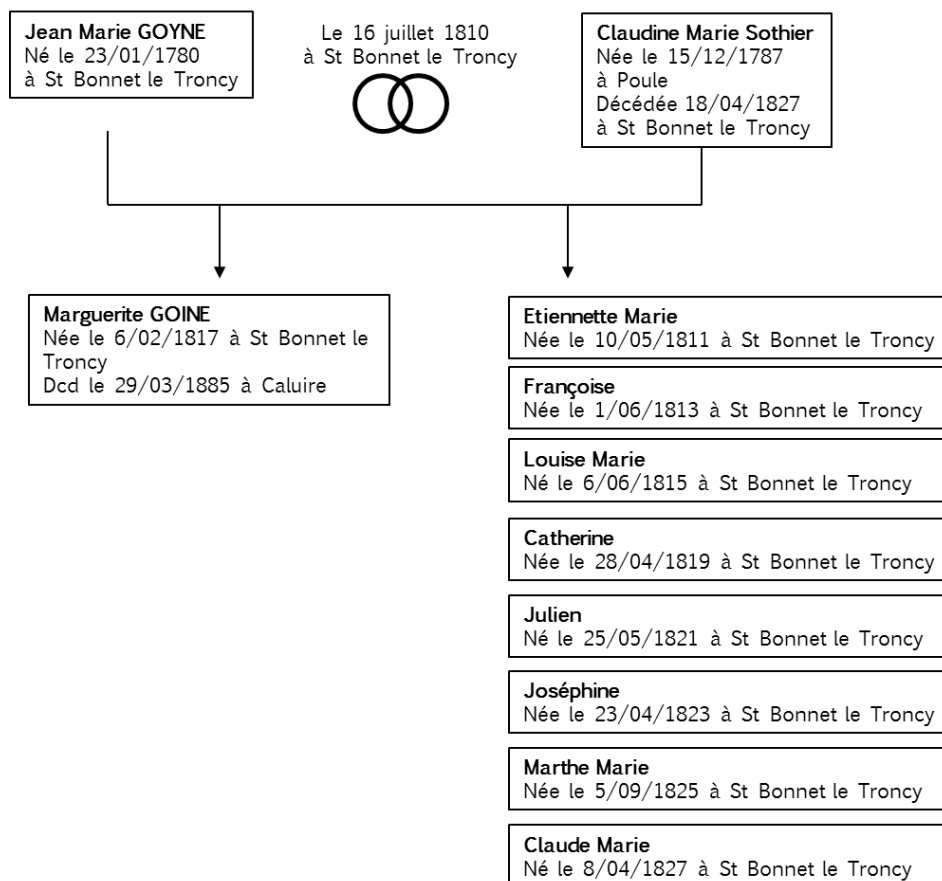 Jean Marie GOYNE
Né le 23/01/1780
à St Bonnet le Troncy
Le 16 juillet 1810
à St Bonnet le Troncy
Claudine Marie Sothier
Née le 15/12/1787
à Poule
Décédée 18/04/1827
à St Bonnet le Troncy
Marguerite GOINE
Née le 6/02/1817 à St Bonnet le
Troncy
Dcd le 29/03/1885 à Caluire
Etiennette Marie
Née le 10/05/1811 à St Bonnet le Troncy
Françoise
Née le 1/06/1813 à St Bonnet le Troncy
Louise Marie
Né le 6/06/1815 à St Bonnet le Troncy
Catherine
Née le 28/04/1819 à St Bonnet le Troncy
Julien
Né le 25/05/1821 à St Bonnet le Troncy
Joséphine
Née le 23/04/1823 à St Bonnet le Troncy
Marthe Marie
Née le 5/09/1825 à St Bonnet le Troncy
Claude Marie
Né le 8/04/1827 à St Bonnet le Troncy